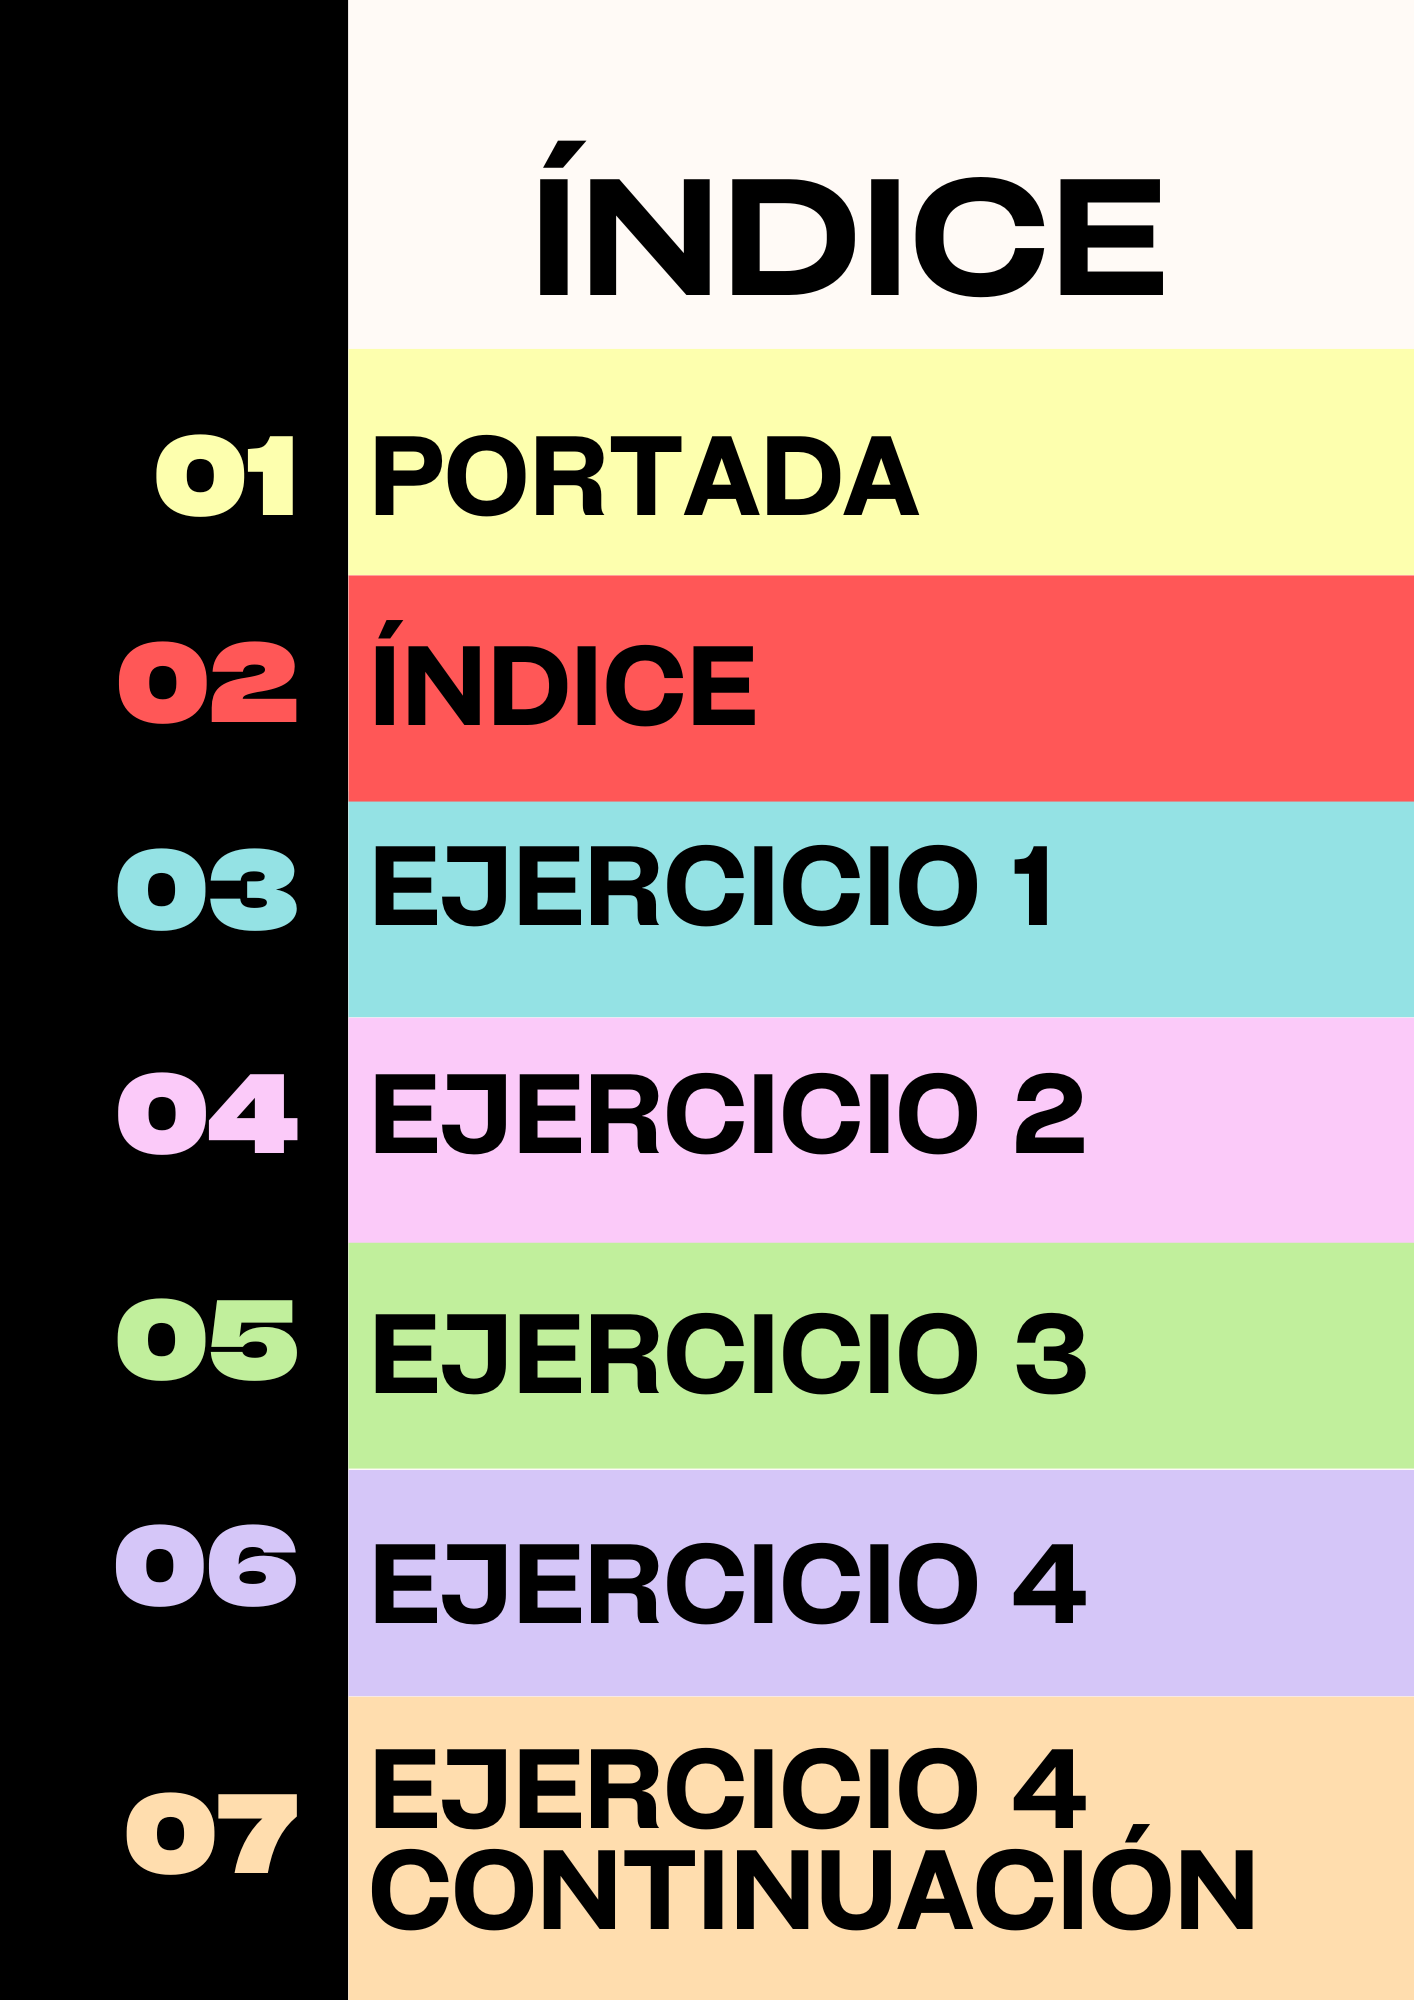 ÍNDICE
01 PORTADA
02 ÍNDICE
03 EJERCICIO 1
04 EJERCICIO 2
05 EJERCICIO 3
06 EJERCICIO 4
07 EJERCICIO 4
CONTINUACIÓN